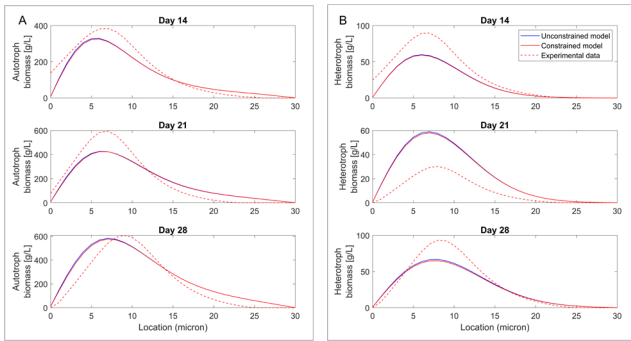 A
Day 14
Autotroph
biomass [g/L]
400
200
0
0 5 10 15 20 25 30
Day 21
Autotroph
biomass [g/L]
600
400
200
0
0 5 10 15 20 25 30
Day 28
Autotroph
biomass [g/L]
600
400
200
0
0 5 10 15 20 25 30
Location (micron)
B
Day 14
Heterotroph
biomass [g/L]
100
50
0
0 5 10 15 20 25 30
Unconstrained model
Constrained model
Experimental data
Day 21
Heterotroph
biomass [g/L]
60
40
20
0
0 5 10 15 20 25 30
Day 28
Heterotroph
biomass [g/L]
100
50
0
0 5 10 15 20 25 30
Location (micron)